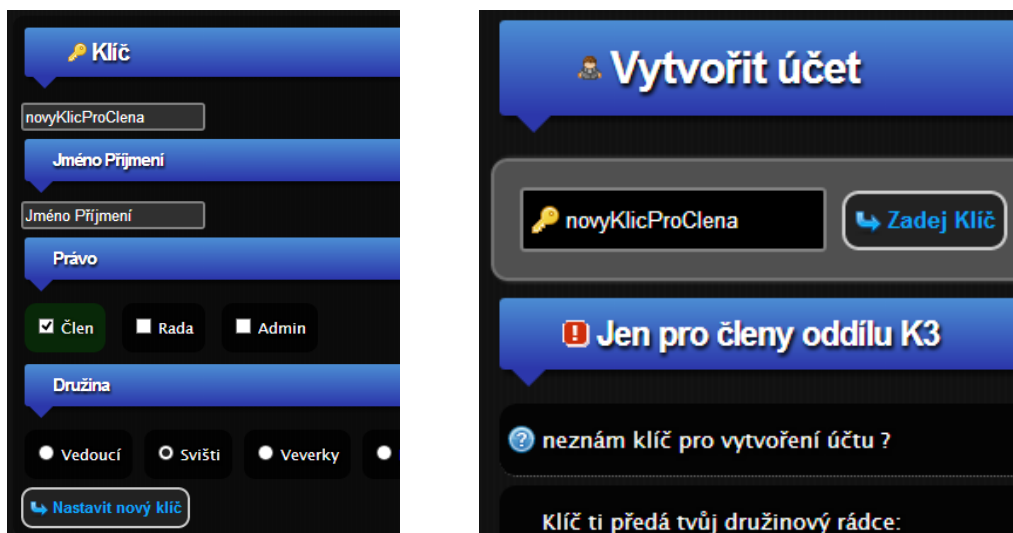 Klíč
novyKlicProClena
Jméno Příjmení
Jméno Příjmení
Právo
Člen Rada Admin
Družina
Vedoucí Svišti Veverky
Nastavit nový klíč
Vytvořit účet
novyKlicProClena Zadej Klíč
Jen pro členy oddílu K3
neznám klíč pro vytvoření účtu ?
Klíč ti předá tvůj družinový rádce: